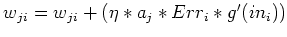 w_{ji} = w_{ji} + (η * a_j * Err_i * g′(in_i))